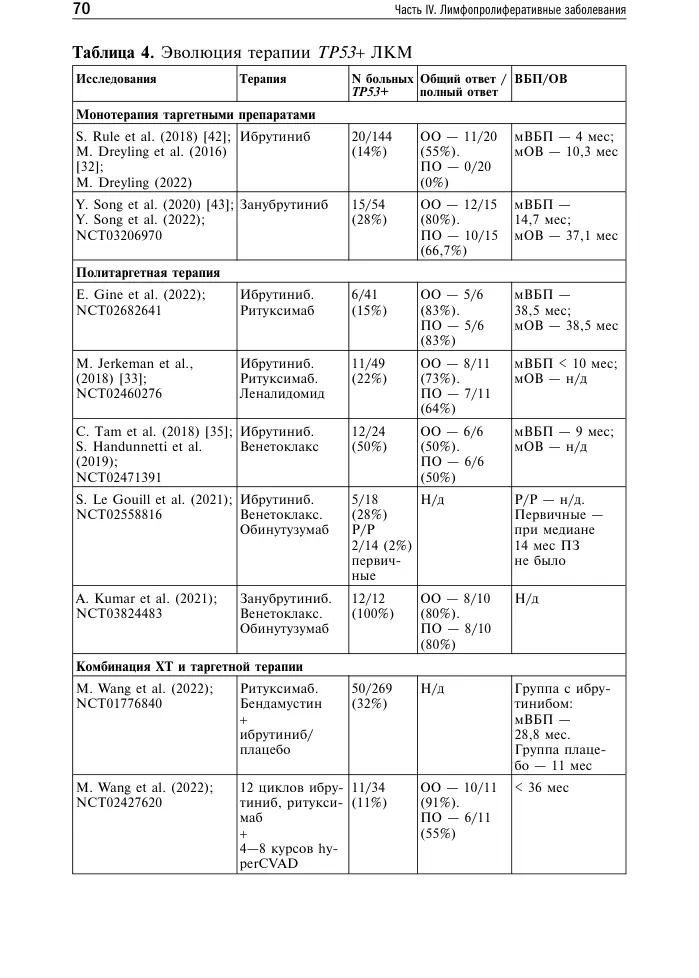 70
Часть IV. Лимфопролиферативные заболевания
Таблица 4. Эволюция терапии TP53+ ЛКМ
Исследования
Терапия
N больных
TP53+
Общий ответ /
полный ответ
ВБП/ОВ
Монотерапия таргетными препаратами
S. Rule et al. (2018) [42];
M. Dreyling et al. (2016)
[32];
M. Dreyling (2022)
Ибрутиниб
20/144
(14%)
ОО — 11/20
(55%).
ПО — 0/20
(0%)
мВБП — 4 мес;
мОВ — 10,3 мес
Y. Song et al. (2020) [43];
Y. Song et al. (2022);
NCT03206970
Занубрутиниб
15/54
(28%)
ОО — 12/15
(80%).
ПО — 10/15
(66,7%)
мВБП —
14,7 мес;
мОВ — 37,1 мес
Политаргетная терапия
E. Gine et al. (2022);
NCT02682641
Ибрутиниб.
Ритуксимаб
6/41
(15%)
ОО — 5/6
(83%).
ПО — 5/6
(83%)
мВБП —
38,5 мес;
мОВ — 38,5 мес
M. Jerkeman et al.,
(2018) [33];
NCT02460276
Ибрутиниб.
Ритуксимаб.
Леналидомид
11/49
(22%)
ОО — 8/11
(73%).
ПО — 7/11
(64%)
мВБП < 10 мес;
мОВ — н/д
C. Tam et al. (2018) [35];
S. Handunnetti et al.
(2019);
NCT02471391
Ибрутиниб.
Венетоклакс
12/24
(50%)
ОО — 6/6
(50%).
ПО — 6/6
(50%)
мВБП — 9 мес;
мОВ — н/д
S. Le Gouill et al. (2021);
NCT02558816
Ибрутиниб.
Венетоклакс.
Обинутузумаб
5/18
(28%)
Р/Р
2/14 (2%)
первич-
ные
Н/д
Р/Р — н/д.
Первичные —
при медиане
14 мес ПЗ
не было
A. Kumar et al. (2021);
NCT03824483
Занубрутиниб.
Венетоклакс.
Обинутузумаб
12/12
(100%)
ОО — 8/10
(80%).
ПО — 8/10
(80%)
Н/д
Комбинация ХТ и таргетной терапии
M. Wang et al. (2022);
NCT01776840
Ритуксимаб.
Бендамустин
+
ибрутиниб/
плацебо
50/269
(32%)
Н/д
Группа с ибру-
тинибом:
мВБП —
28,8 мес.
Группа плаце-
бо — 11 мес
M. Wang et al. (2022);
NCT02427620
12 циклов ибру-
тиниб, ритукси-
маб
+
4—8 курсов hy-
perCVAD
11/34
(11%)
ОО — 10/11
(91%).
ПО — 6/11
(55%)
< 36 мес